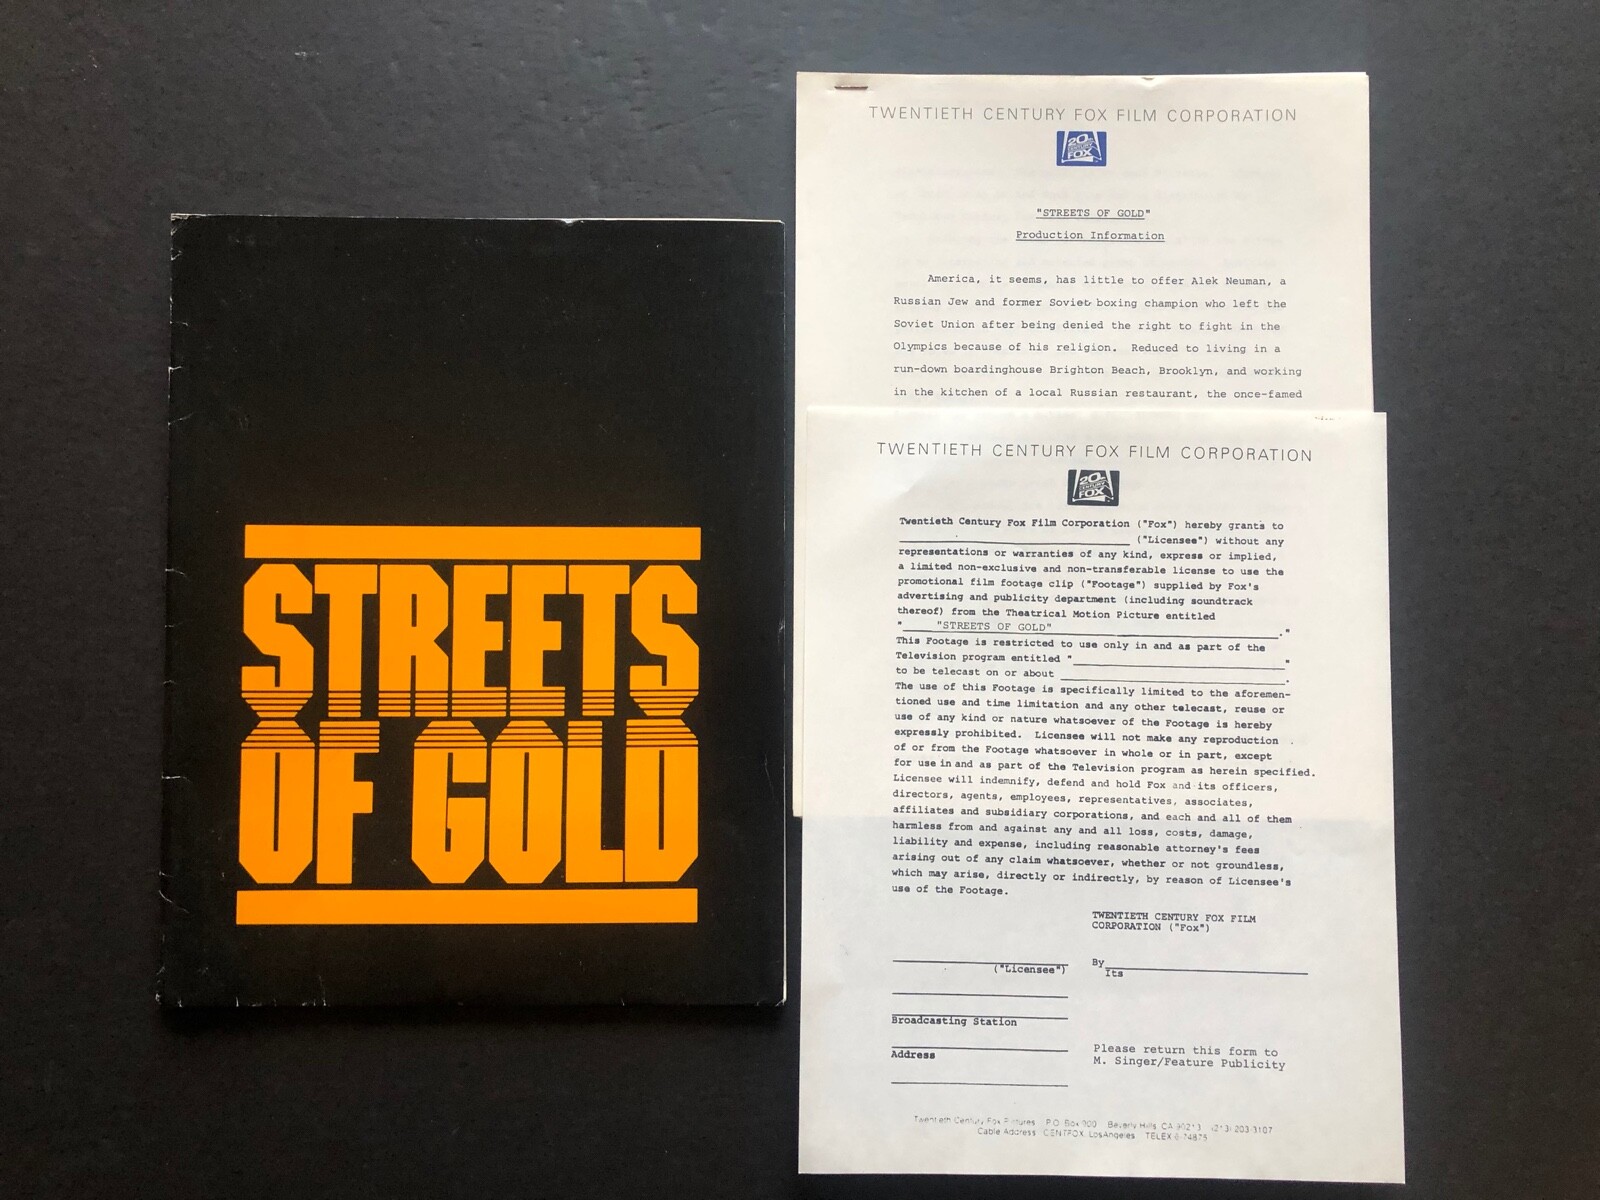 STREETS
OF GOLD
TWENTIETH CENTURY FOX FILM CORPORATION
20
CENTURY
FOX
"STREETS OF GOLD"
Production Information
America, it seems, has little to offer Alek Neuman, a
Russian Jew and former Soviet boxing champion who left the
Soviet Union after being denied the right to fight in the
Olympics because of his religion. Reduced to living in a
run-down boardinghouse Brighton Beach, Brooklyn, and working
in the kitchen of a local Russian restaurant, the once-famed
TWENTIETH CENTURY FOX FILM CORPORATION
20
CENTURY
FOX
Twentieth Century Fox Film Corporation ("Fox") hereby grants to
("Licensee") without any
representations or warranties of any kind, express or implied,
a limited non-exclusive and non-transferable license to use the
promotional film footage clip ("Footage") supplied by Fox's
advertising and publicity department (including soundtrack
thereof) from the Theatrical Motion Picture entitled
" "STREETS OF GOLD" ."
This Footage is restricted to use only in and as part of the
Television program entitled " "
to be telecast on or about .
The use of this Footage is specifically limited to the aforemen-
tioned use and time limitation and any other telecast, reuse or
use of any kind or nature whatsoever of the Footage is hereby
expressly prohibited. Licensee will not make any reproduction
of or from the Footage whatsoever in whole or in part, except
for use in and as part of the Television program as herein specified.
Licensee will indemnify, defend and hold Fox and its officers,
directors, agents, employees, representatives, associates,
affiliates and subsidiary corporations, and each and all of them
harmless from and against any and all loss, costs, damage,
liability and expense, including reasonable attorney's fees
arising out of any claim whatsoever, whether or not groundless,
which may arise, directly or indirectly, by reason of Licensee's
use of the Footage.
TWENTIETH CENTURY FOX FILM
CORPORATION ("Fox")
("Licensee")
By
Its
Broadcasting Station
Address
Please return this form to
M. Singer/Feature Publicity
Twentieth Century Fox Pictures P.O. Box 900 Beverly Hills, CA 90213 (213) 203-3107
Cable Address CENTFOX, Los Angeles TELEX